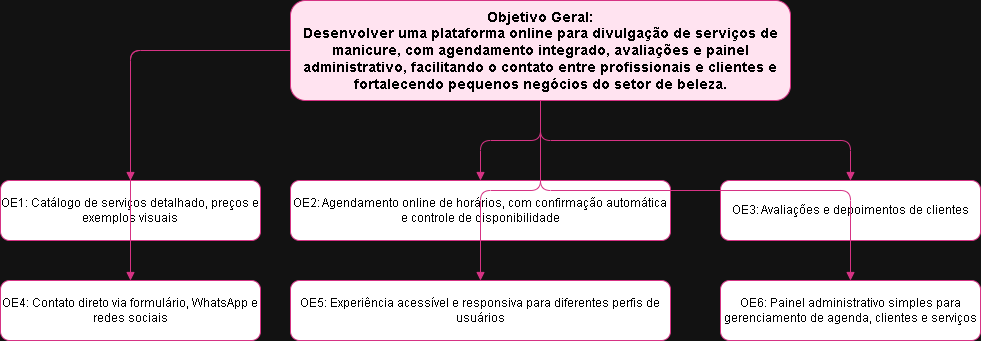 Objetivo Geral:
Desenvolver uma plataforma online para divulgação de serviços de
manicure, com agendamento integrado, avaliações e painel
administrativo, facilitando o contato entre profissionais e clientes e
fortalecendo pequenos negócios do setor de beleza.
OE1: Catálogo de serviços detalhado, preços e
exemplos visuais
OE2: Agendamento online de horários, com confirmação automática
e controle de disponibilidade
OE3: Avaliações e depoimentos de clientes
OE4: Contato direto via formulário, WhatsApp e
redes sociais
OE5: Experiência acessível e responsiva para diferentes perfis de
usuários
OE6: Painel administrativo simples para
gerenciamento de agenda, clientes e serviços